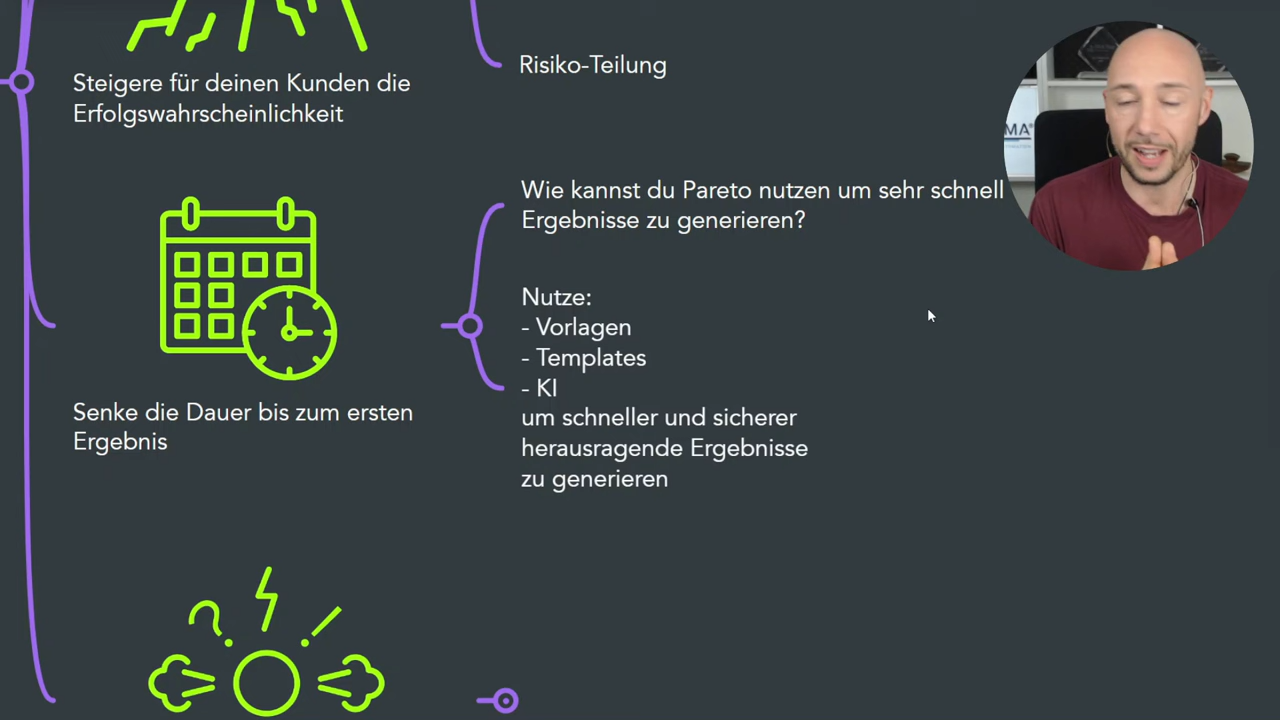 Risiko-Teilung
Steigere für deinen Kunden die
Erfolgswahrscheinlichkeit
Wie kannst du Pareto nutzen um sehr schnell
Ergebnisse zu generieren?
Nutze:
- Vorlagen
- Templates
- KI
um schneller und sicherer
herausragende Ergebnisse
zu generieren
Senke die Dauer bis zum ersten
Ergebnis
MA®